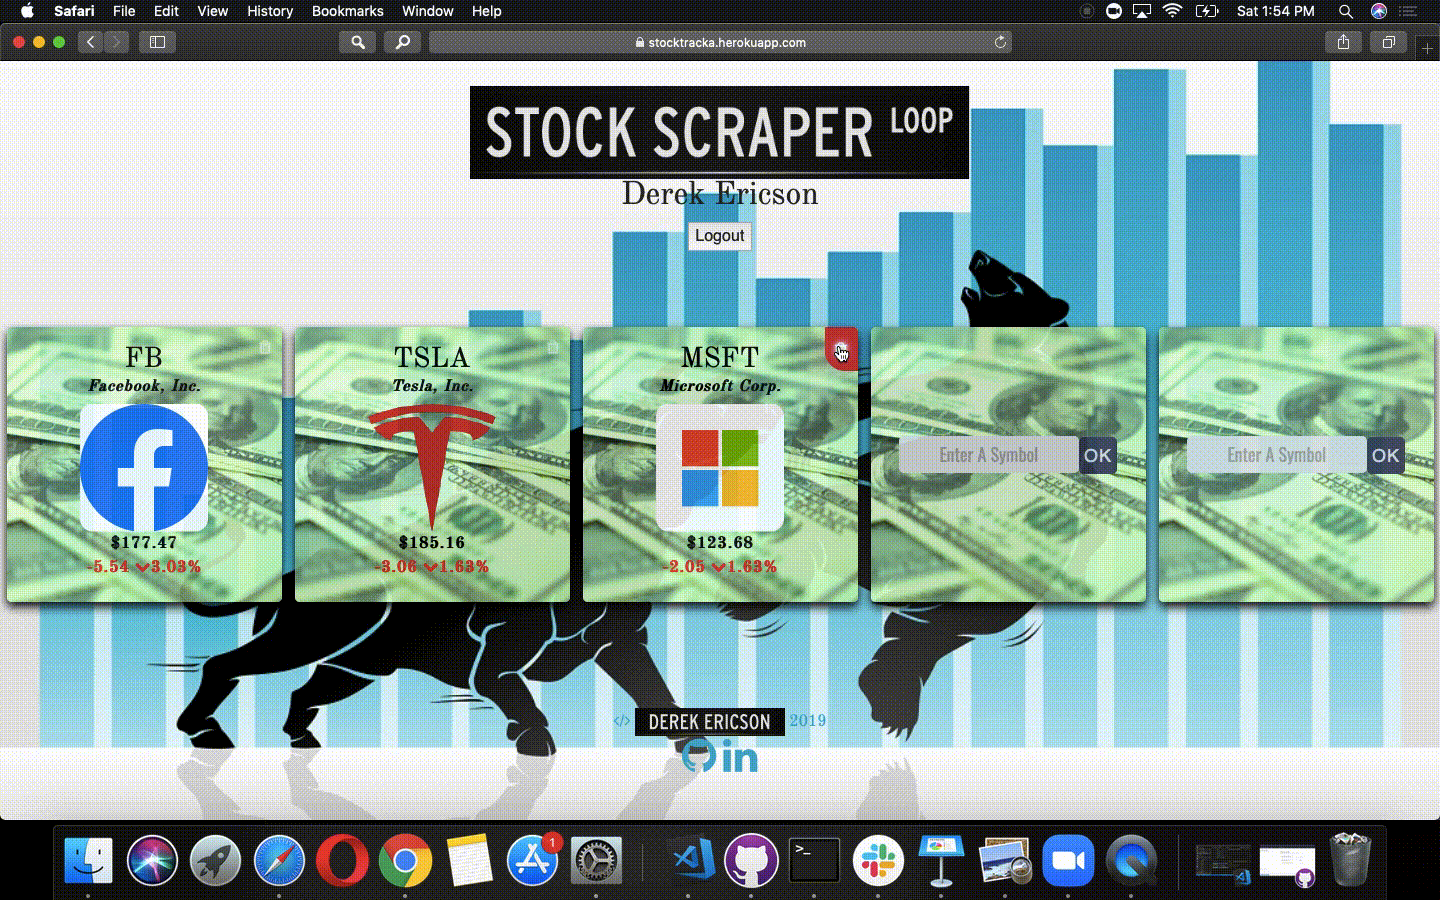 Safari File Edit View History Bookmarks Window Help Sat 1:54 PM
stocktracka.herokuapp.com
STOCK SCRAPER LOOP
Derek Ericson
Logout
FB
Facebook, Inc.
$177.47
-5.54 3.03%
TSLA
Tesla, Inc.
$185.16
-3.06 1.63%
MSFT
Microsoft Corp.
$123.68
-2.05 1.63%
Enter A Symbol OK
Enter A Symbol OK
</> DEREK ERICSON 2019
in
1
>_